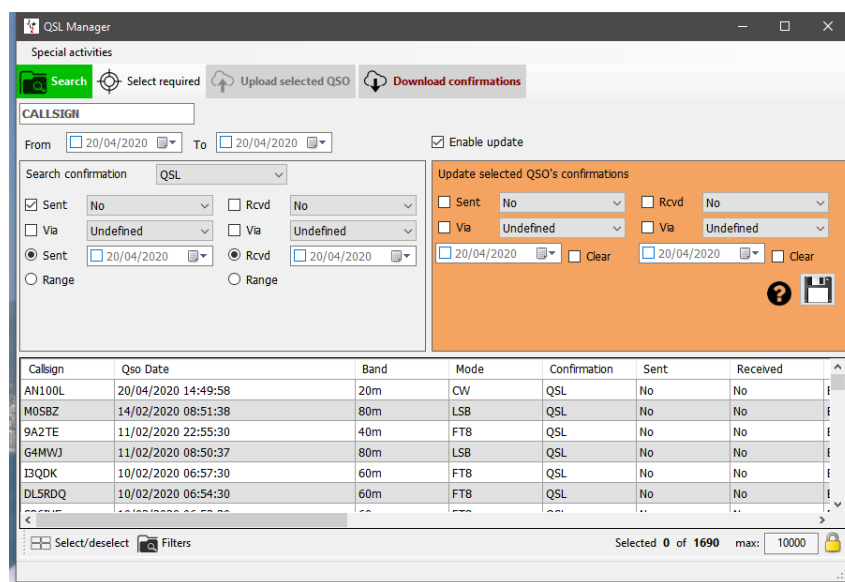 QSL Manager
Special activities
Search Select required Upload selected QSO Download confirmations
CALLSIGN
From 20/04/2020 To 20/04/2020 Enable update
Search confirmation QSL Update selected QSO's confirmations
Sent No Rcvd No Sent No Rcvd No
Via Undefined Via Undefined Via Undefined Via Undefined
Sent 20/04/2020 Rcvd 20/04/2020 20/04/2020 Clear 20/04/2020 Clear
Range Range
Callsign Qso Date Band Mode Confirmation Sent Received
AN100L 20/04/2020 14:49:58 20m CW QSL No No
M0SBZ 14/02/2020 08:51:38 80m LSB QSL No No
9A2TE 11/02/2020 22:55:30 40m FT8 QSL No No
G4MWJ 11/02/2020 08:50:37 80m LSB QSL No No
I3QDK 10/02/2020 06:57:30 60m FT8 QSL No No
DL5RDQ 10/02/2020 06:54:30 60m FT8 QSL No No
Select/deselect Filters Selected 0 of 1690 max: 10000